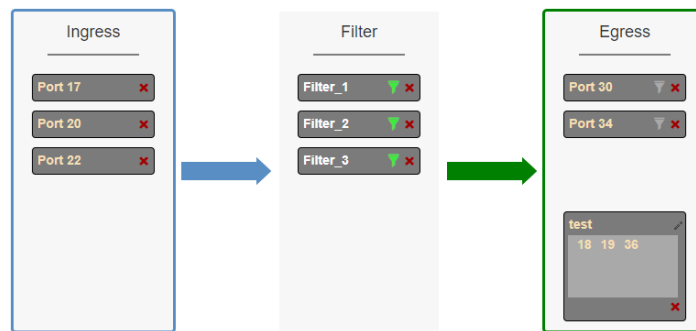 Ingress
Port 17
Port 20
Port 22
Filter
Filter_1
Filter_2
Filter_3
Egress
Port 30
Port 34
test
18 19 36